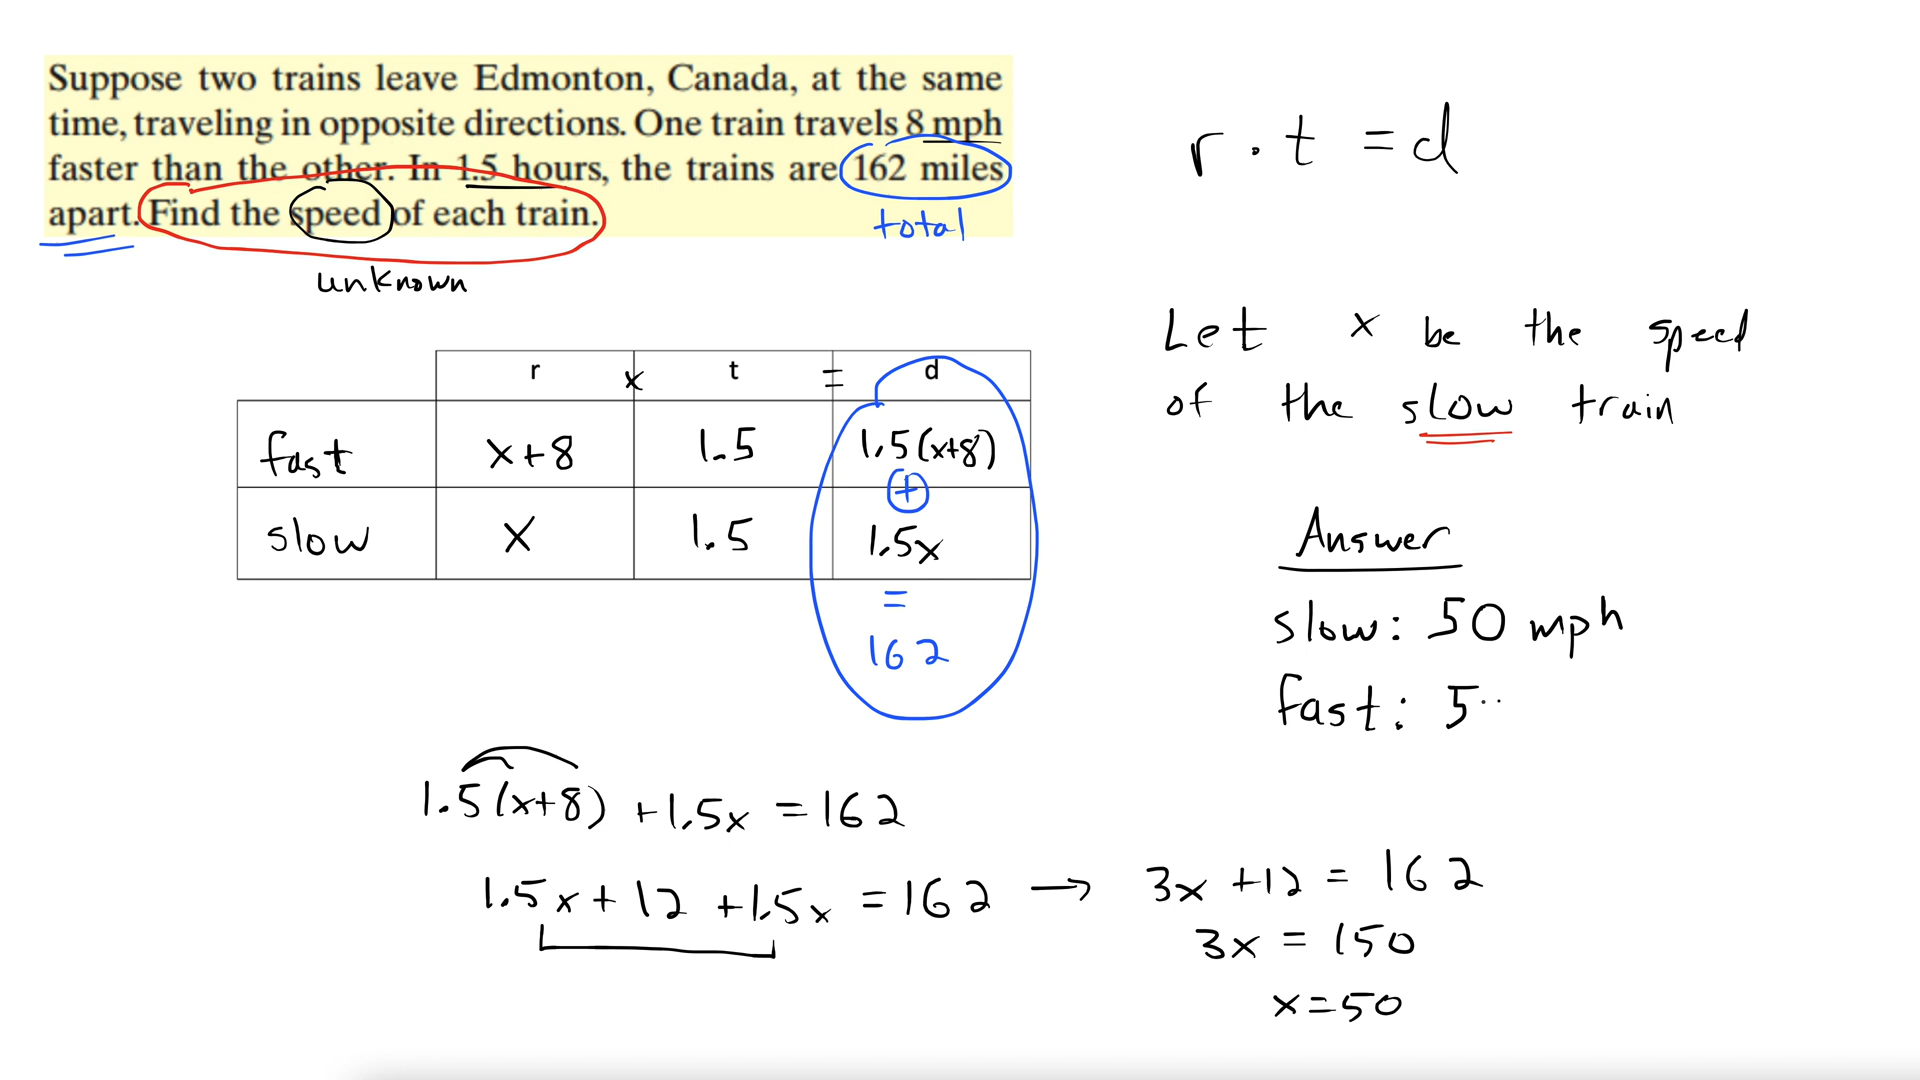 Suppose two trains leave Edmonton, Canada, at the same
time, traveling in opposite directions. One train travels 8 mph
faster than the other. In 1.5 hours, the trains are 162 miles
apart. Find the speed of each train.
total
unknown
r · t = d
Let x be the speed
of the slow train
r x t = d
fast x+8 1.5 1.5(x+8)
+
slow x 1.5 1.5x
=
162
Answer
slow: 50 mph
fast: 5
1.5(x+8) +1.5x = 162
1.5x + 12 +1.5x = 162 → 3x +12 = 162
3x = 150
x=50